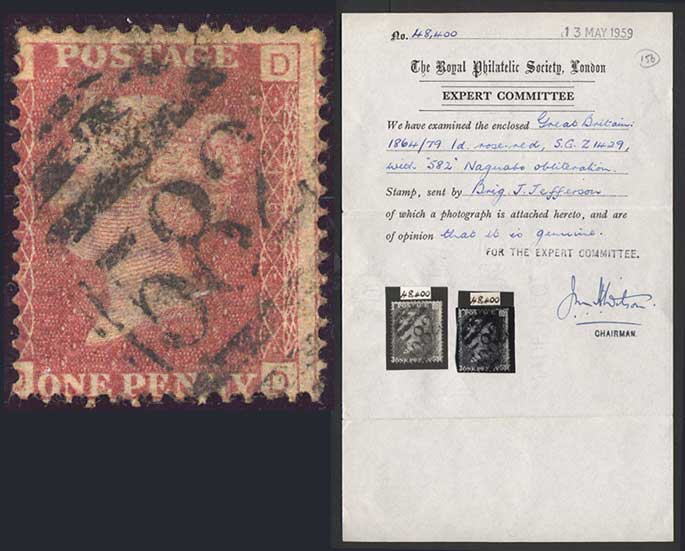 POSTAGE
D
582
ONE PENNY
No. 48,400
13 MAY 1959
156
The Royal Philatelic Society, London
EXPERT COMMITTEE
We have examined the enclosed Great Britain:
1864/79 1d rose-red, S.G. Z1429,
with "582" Naguabo obliteration.
Stamp, sent by Brig J. Jefferson
of which a photograph is attached hereto, and are
of opinion that it is genuine.
FOR THE EXPERT COMMITTEE.
48,400
48,400
CHAIRMAN.